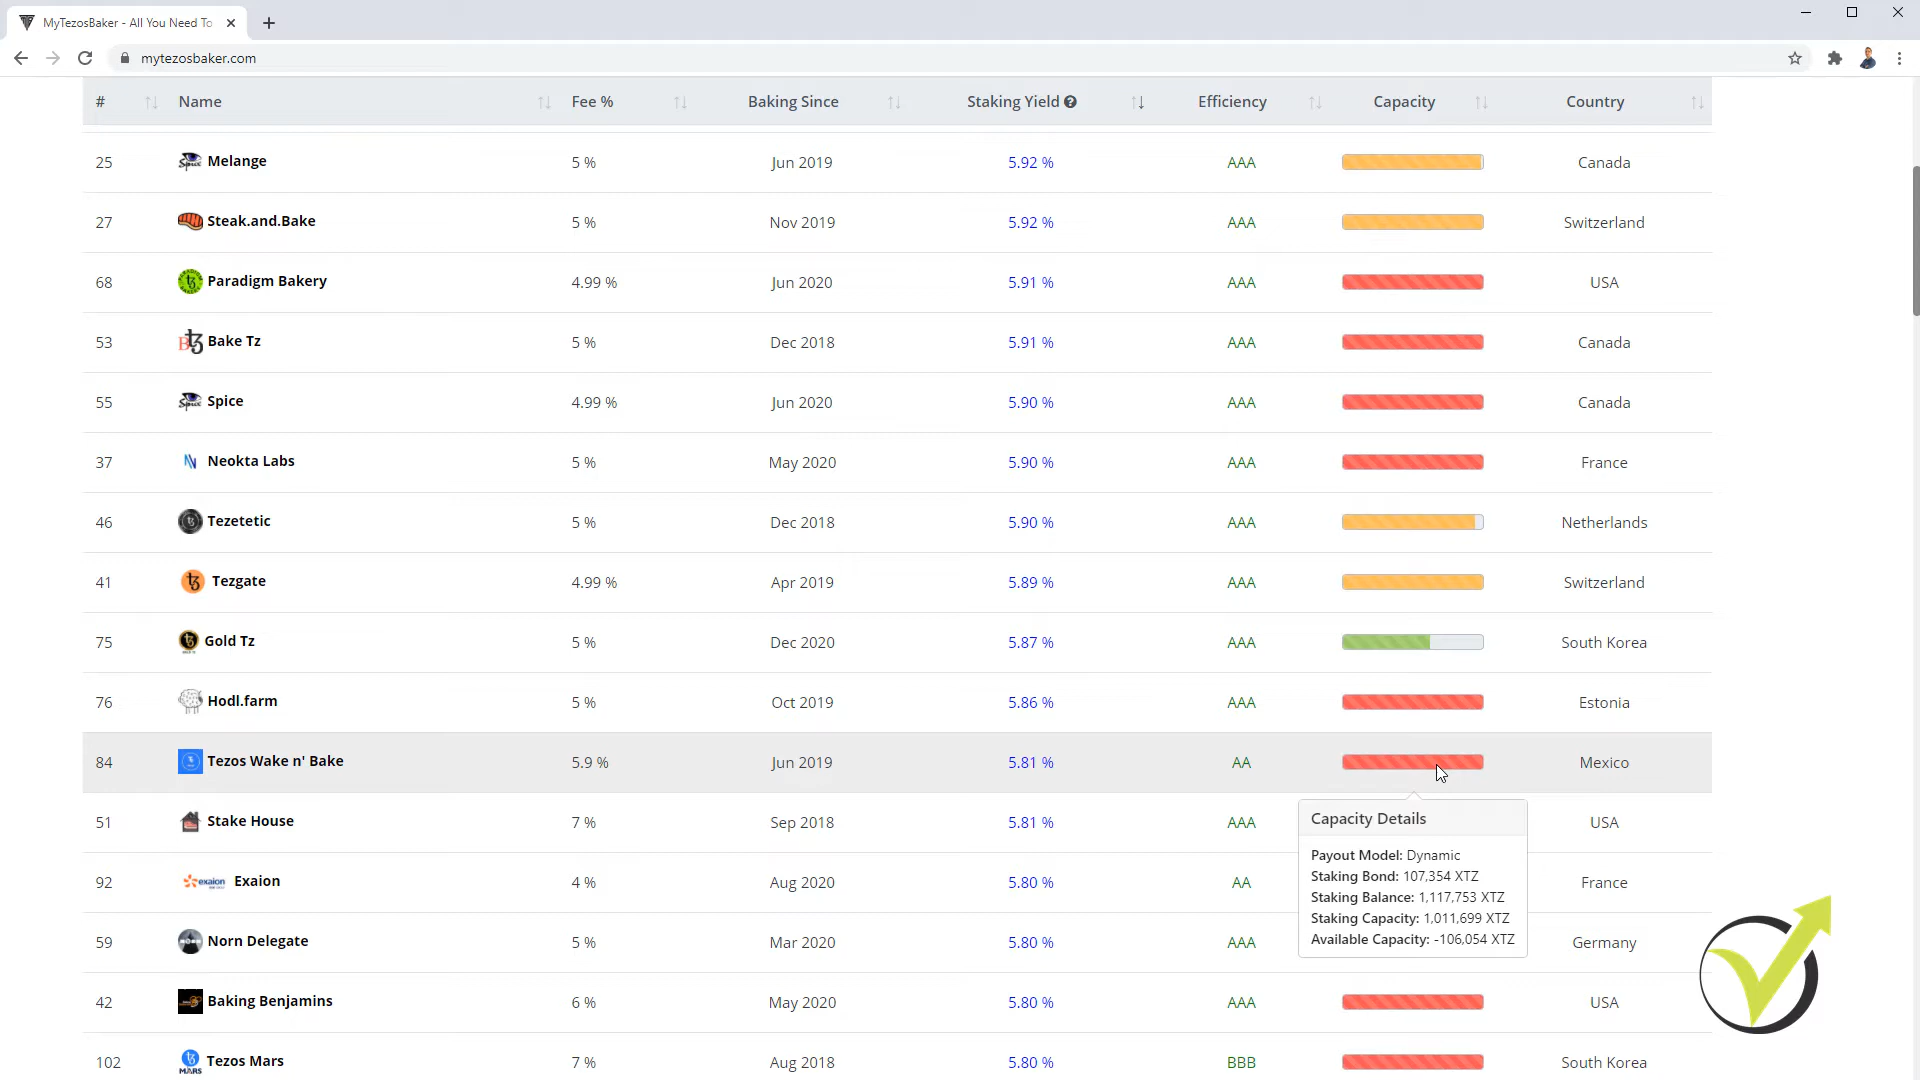 MyTezosBaker - All You Need To
mytezosbaker.com
# Name Fee % Baking Since Staking Yield Efficiency Capacity Country
25 Melange 5 % Jun 2019 5.92 % AAA Canada
27 Steak.and.Bake 5 % Nov 2019 5.92 % AAA Switzerland
68 Paradigm Bakery 4.99 % Jun 2020 5.91 % AAA USA
53 Bake Tz 5 % Dec 2018 5.91 % AAA Canada
55 Spice 4.99 % Jun 2020 5.90 % AAA Canada
37 Neokta Labs 5 % May 2020 5.90 % AAA France
46 Tezetetic 5 % Dec 2018 5.90 % AAA Netherlands
41 Tezgate 4.99 % Apr 2019 5.89 % AAA Switzerland
75 Gold Tz 5 % Dec 2020 5.87 % AAA South Korea
76 Hodl.farm 5 % Oct 2019 5.86 % AAA Estonia
84 Tezos Wake n' Bake 5.9 % Jun 2019 5.81 % AA Mexico
51 Stake House 7 % Sep 2018 5.81 % AAA USA
92 exaion Exaion 4 % Aug 2020 5.80 % AA France
59 Norn Delegate 5 % Mar 2020 5.80 % AAA Germany
42 Baking Benjamins 6 % May 2020 5.80 % AAA USA
102 MARS Tezos Mars 7 % Aug 2018 5.80 % BBB South Korea
Capacity Details
Payout Model: Dynamic
Staking Bond: 107,354 XTZ
Staking Balance: 1,117,753 XTZ
Staking Capacity: 1,011,699 XTZ
Available Capacity: -106,054 XTZ